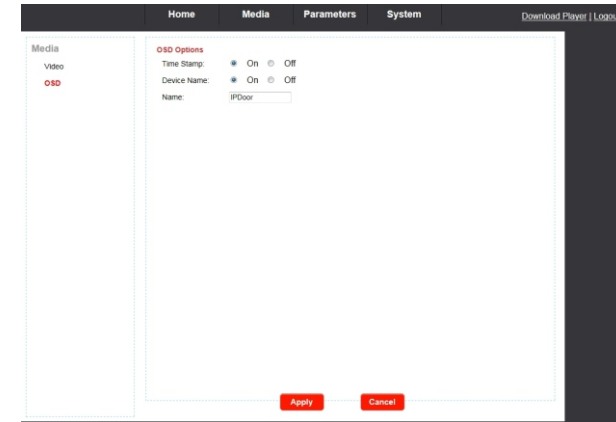 Home Media Parameters System Download Player | Logou
Media
Video
OSD
OSD Options
Time Stamp: On Off
Device Name: On Off
Name: IPDoor
Apply Cancel